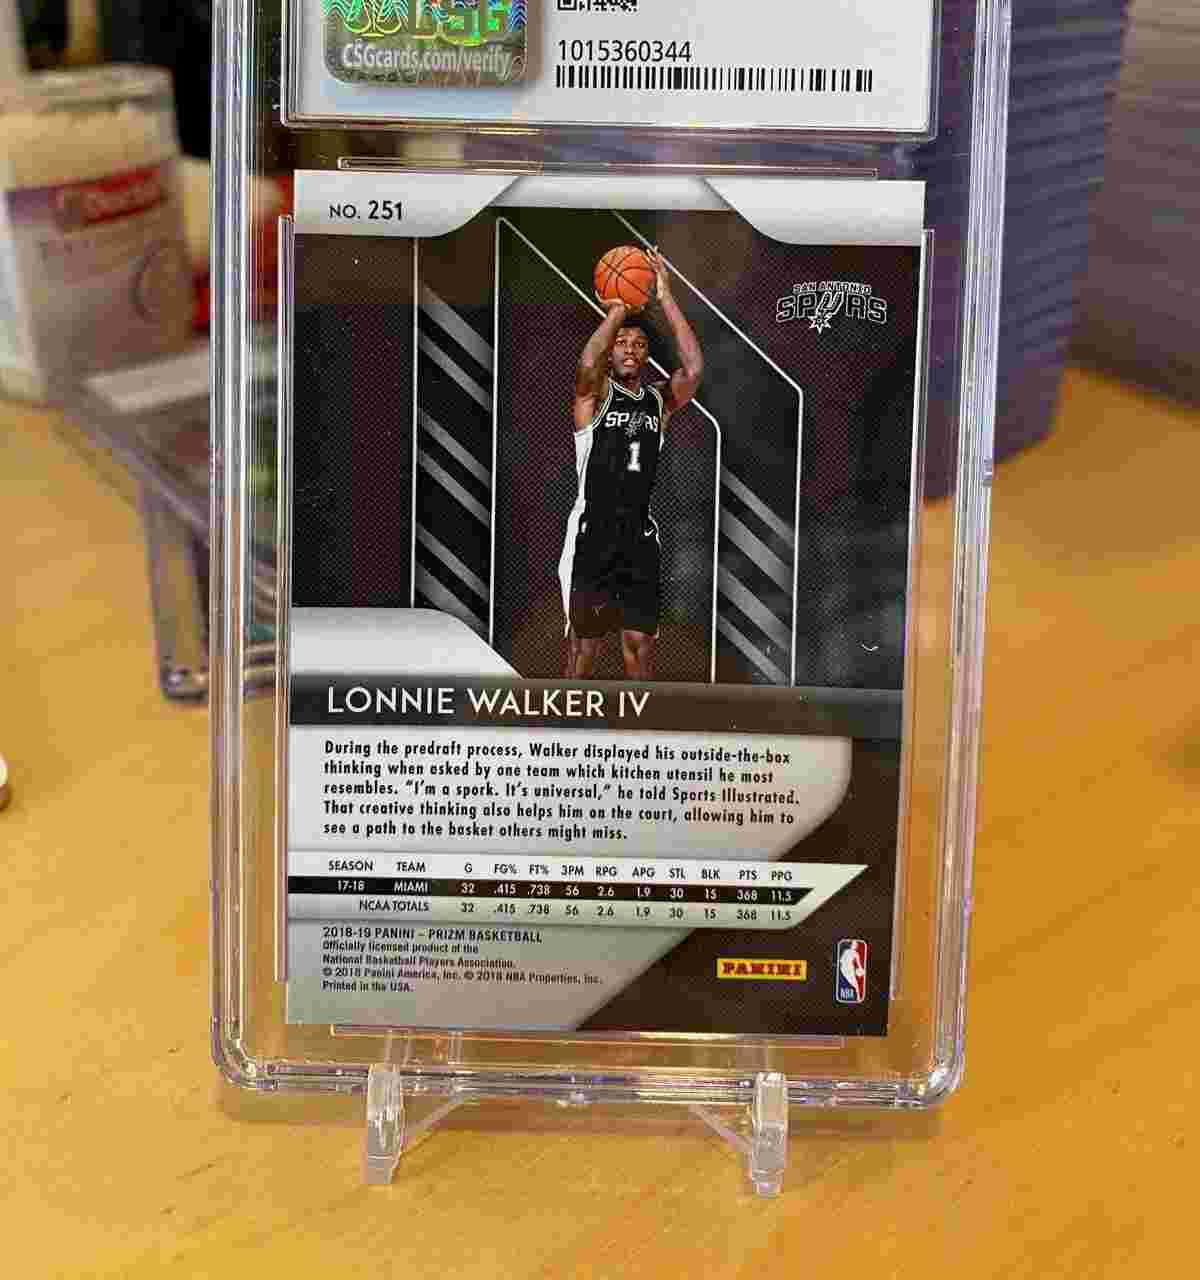 CSG
CSGcards.com/verify
1015360344
NO. 251
SAN ANTONIO
SPURS
SPURS
1
LONNIE WALKER IV
During the predraft process, Walker displayed his outside-the-box
thinking when asked by one team which kitchen utensil he most
resembles. “I’m a spork. It’s universal,” he told Sports Illustrated.
That creative thinking also helps him on the court, allowing him to
see a path to the basket others might miss.
SEASON TEAM G FG% FT% 3PM RPG APG STL BLK PTS PPG
17-18 MIAMI 32 .415 .738 56 2.6 1.9 30 15 368 11.5
NCAA TOTALS 32 .415 .738 56 2.6 1.9 30 15 368 11.5
2018-19 PANINI – PRIZM BASKETBALL
Officially licensed product of the
National Basketball Players Association.
© 2018 Panini America, Inc. © 2018 NBA Properties, Inc.
Printed in the USA.
PANINI
NBA